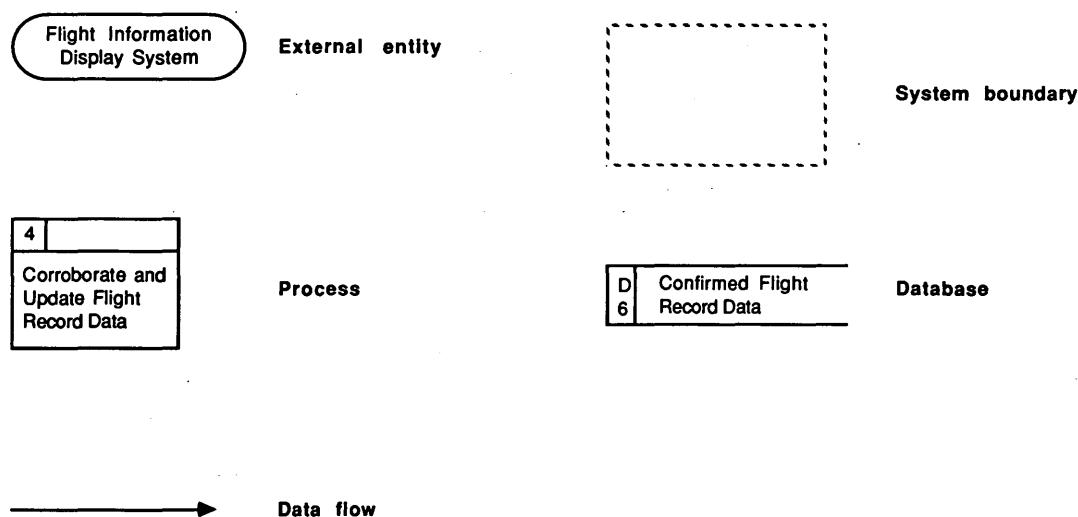 Flight Information
Display System
External entity
System boundary
4
Corroborate and
Update Flight
Record Data
Process
D
6
Confirmed Flight
Record Data
Database
Data flow